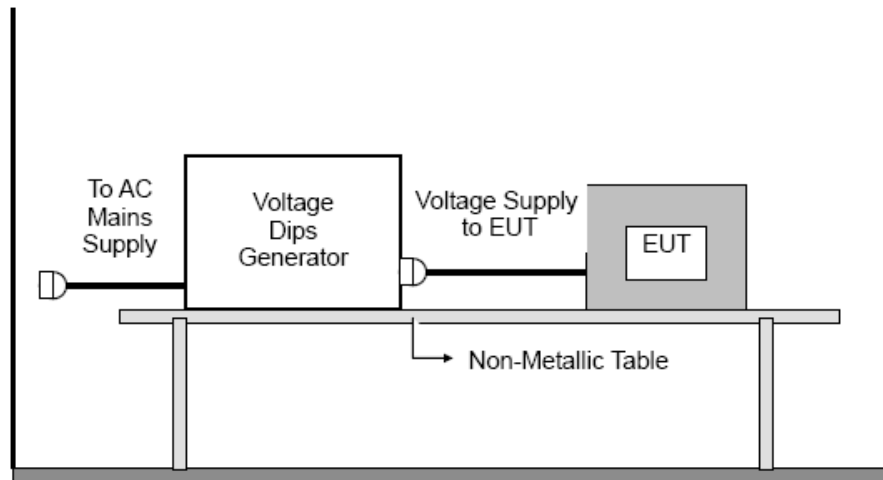 To AC
Mains
Supply
Voltage
Dips
Generator
Voltage Supply
to EUT
EUT
Non-Metallic Table